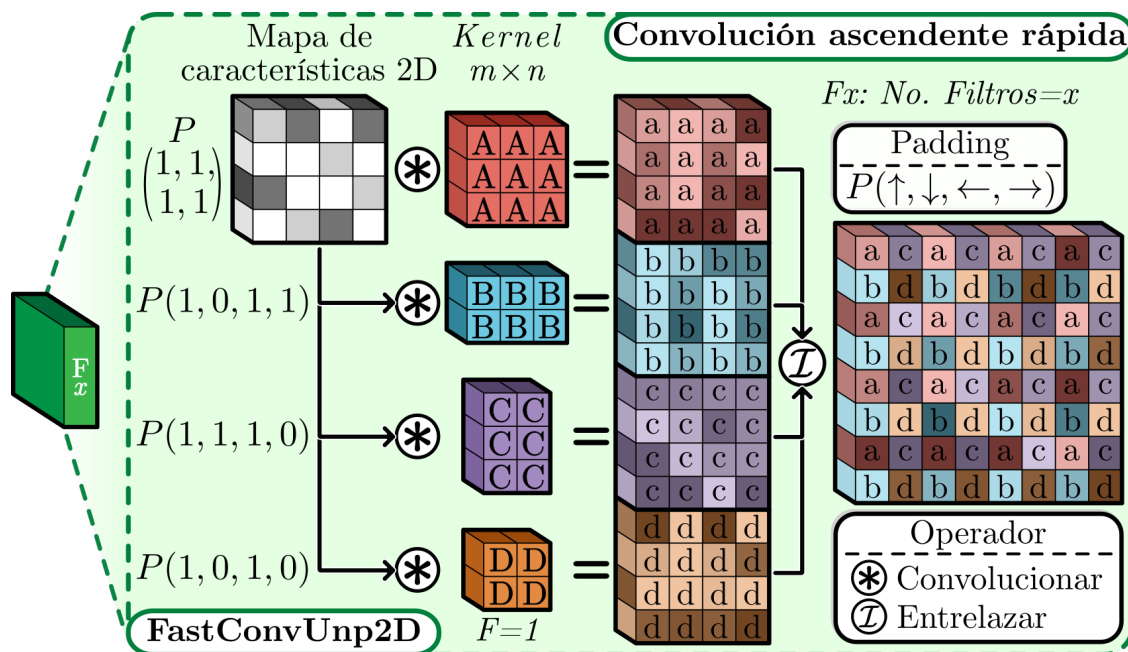 Convolución ascendente rápida
Mapa de
características 2D
Kernel
m×n
Fx: No. Filtros=x
P
(1, 1,
1, 1)
A A A
A A A
A A A
=
a a a a
a a a a
a a a a
a a a a
Padding
P(↑, ↓, ←, →)
P(1, 0, 1, 1)
B B B
B B B
=
b b b b
b b b b
b b b b
b b b b
P(1, 1, 1, 0)
C C
C C
C C
=
c c c c
c c c c
c c c c
c c c c
P(1, 0, 1, 0)
D D
D D
=
d d d d
d d d d
d d d d
d d d d
F=1
I
a c a c a c a c
b d b d b d b d
a c a c a c a c
b d b d b d b d
a c a c a c a c
b d b d b d b d
a c a c a c a c
b d b d b d b d
F
x
Operador
⊛ Convolucionar
I Entrelazar
FastConvUnp2D